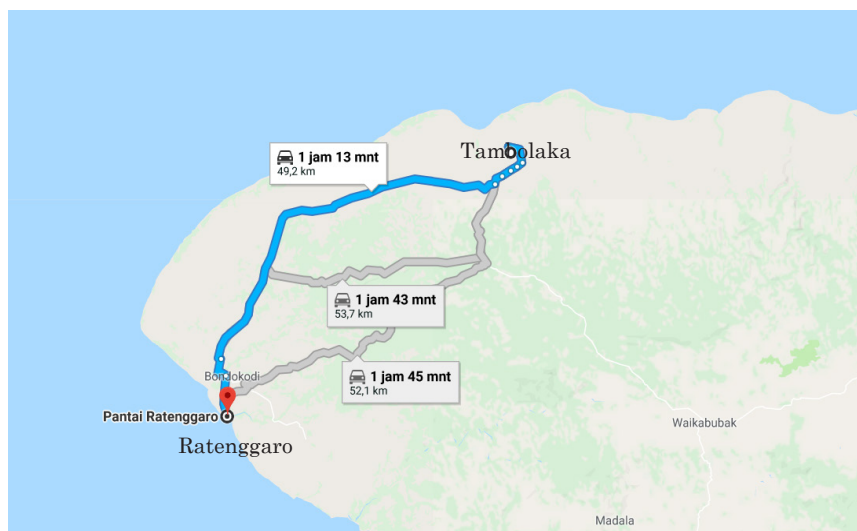 Tambolaka
1 jam 13 mnt
49,2 km
1 jam 43 mnt
53,7 km
1 jam 45 mnt
52,1 km
Bondokodi
Pantai Ratenggaro
Ratenggaro
Waikabubak
Madala